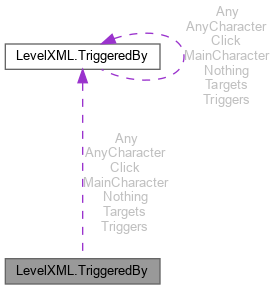 Any
AnyCharacter
Click
MainCharacter
Nothing
Targets
Triggers
LevelXML.TriggeredBy
Any
AnyCharacter
Click
MainCharacter
Nothing
Targets
Triggers
LevelXML.TriggeredBy